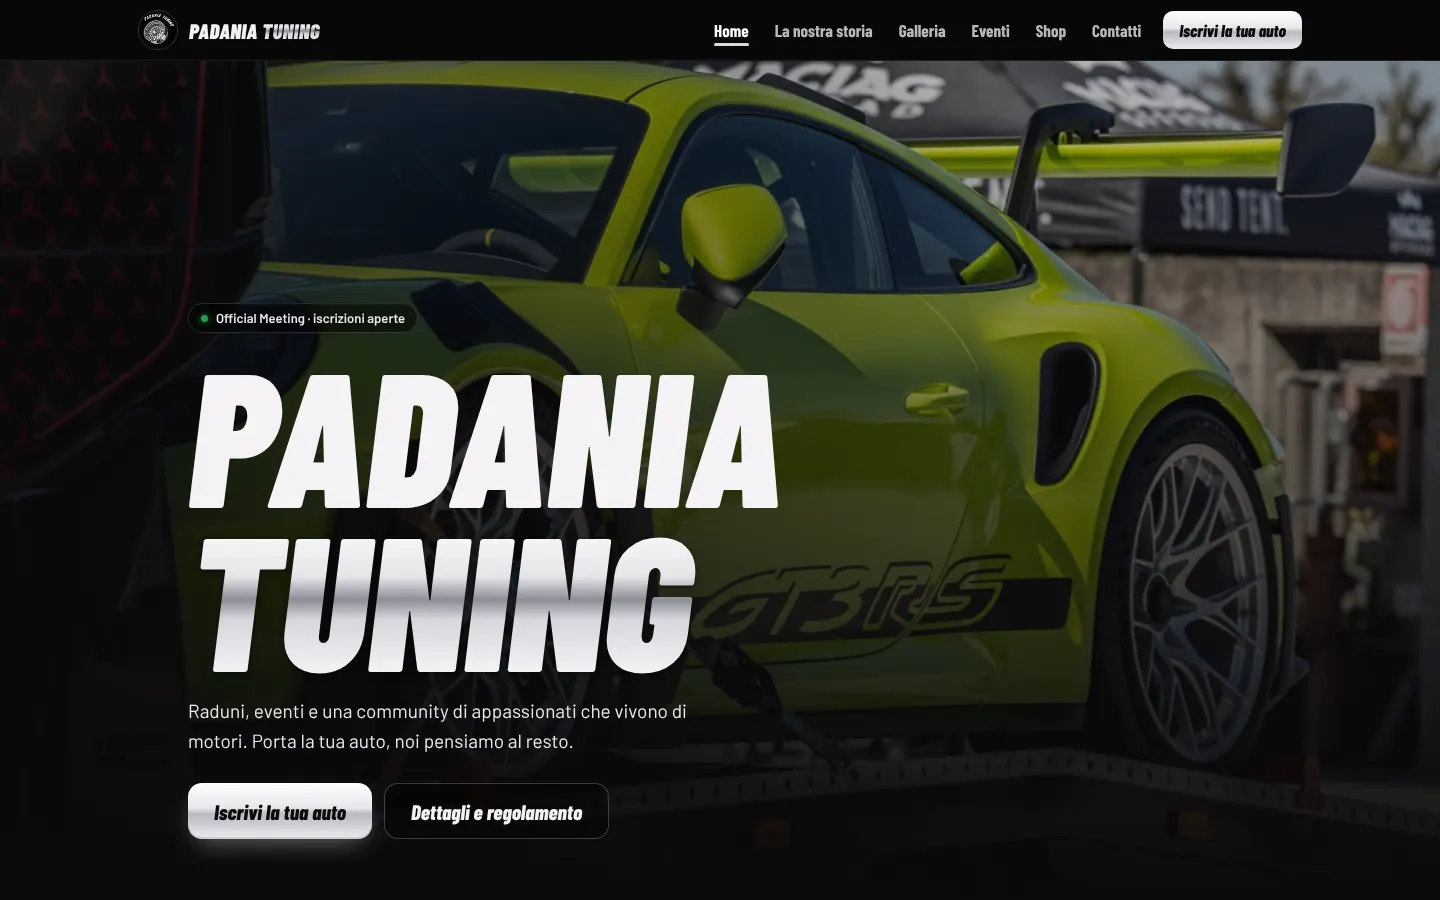 PADANIA TUNING
PADANIA TUNING
Home
La nostra storia
Galleria
Eventi
Shop
Contatti
Iscrivi la tua auto
SEND TENT.
Official Meeting · iscrizioni aperte
PADANIA
TUNING
GT3RS
Raduni, eventi e una community di appassionati che vivono di
motori. Porta la tua auto, noi pensiamo al resto.
Iscrivi la tua auto
Dettagli e regolamento